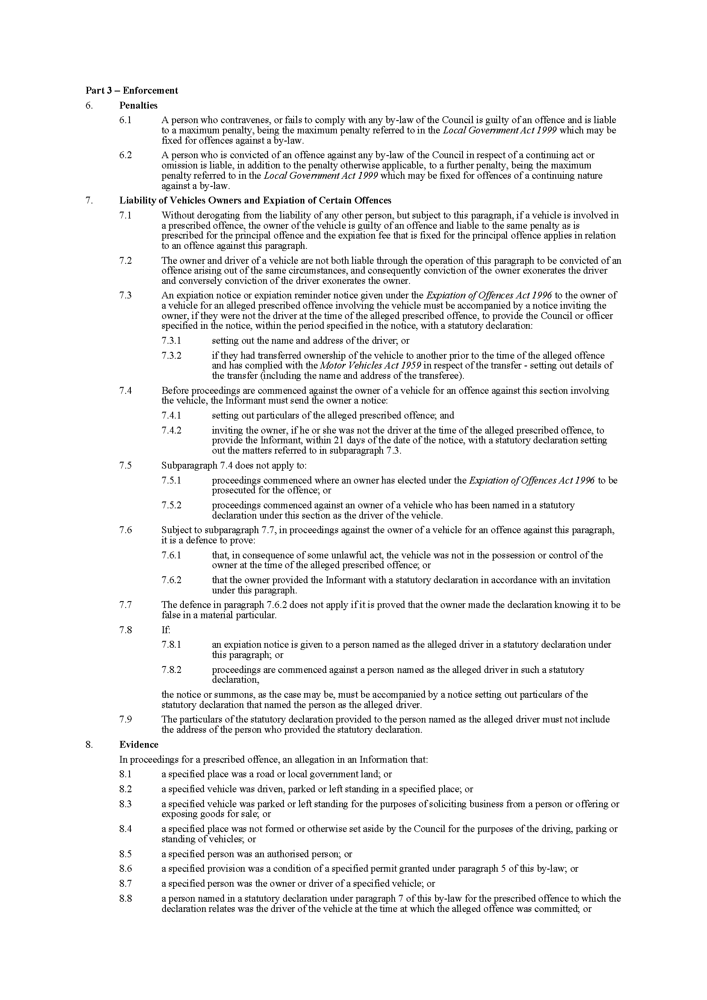 Part 3 – Enforcement
6. Penalties
6.1 A person who contravenes, or fails to comply with any by-law of the Council is guilty of an offence and is liable
to a maximum penalty, being the maximum penalty referred to in the Local Government Act 1999 which may be
fixed for offences against a by-law.
6.2 A person who is convicted of an offence against any by-law of the Council in respect of a continuing act or
omission is liable, in addition to the penalty otherwise applicable, to a further penalty, being the maximum
penalty referred to in the Local Government Act 1999 which may be fixed for offences of a continuing nature
against a by-law.
7. Liability of Vehicles Owners and Expiation of Certain Offences
7.1 Without derogating from the liability of any other person, but subject to this paragraph, if a vehicle is involved in
a prescribed offence, the owner of the vehicle is guilty of an offence and liable to the same penalty as is
prescribed for the principal offence and the expiation fee that is fixed for the principal offence applies in relation
to an offence against this paragraph.
7.2 The owner and driver of a vehicle are not both liable through the operation of this paragraph to be convicted of an
offence arising out of the same circumstances, and consequently conviction of the owner exonerates the driver
and conversely conviction of the driver exonerates the owner.
7.3 An expiation notice or expiation reminder notice given under the Expiation of Offences Act 1996 to the owner of
a vehicle for an alleged prescribed offence involving the vehicle must be accompanied by a notice inviting the
owner, if they were not the driver at the time of the alleged prescribed offence, to provide the Council or officer
specified in the notice, within the period specified in the notice, with a statutory declaration:
7.3.1 setting out the name and address of the driver; or
7.3.2 if they had transferred ownership of the vehicle to another prior to the time of the alleged offence
and has complied with the Motor Vehicles Act 1959 in respect of the transfer - setting out details of
the transfer (including the name and address of the transferee).
7.4 Before proceedings are commenced against the owner of a vehicle for an offence against this section involving
the vehicle, the Informant must send the owner a notice:
7.4.1 setting out particulars of the alleged prescribed offence; and
7.4.2 inviting the owner, if he or she was not the driver at the time of the alleged prescribed offence, to
provide the Informant, within 21 days of the date of the notice, with a statutory declaration setting
out the matters referred to in subparagraph 7.3.
7.5 Subparagraph 7.4 does not apply to:
7.5.1 proceedings commenced where an owner has elected under the Expiation of Offences Act 1996 to be
prosecuted for the offence; or
7.5.2 proceedings commenced against an owner of a vehicle who has been named in a statutory
declaration under this section as the driver of the vehicle.
7.6 Subject to subparagraph 7.7, in proceedings against the owner of a vehicle for an offence against this paragraph,
it is a defence to prove:
7.6.1 that, in consequence of some unlawful act, the vehicle was not in the possession or control of the
owner at the time of the alleged prescribed offence; or
7.6.2 that the owner provided the Informant with a statutory declaration in accordance with an invitation
under this paragraph.
7.7 The defence in paragraph 7.6.2 does not apply if it is proved that the owner made the declaration knowing it to be
false in a material particular.
7.8 If:
7.8.1 an expiation notice is given to a person named as the alleged driver in a statutory declaration under
this paragraph; or
7.8.2 proceedings are commenced against a person named as the alleged driver in such a statutory
declaration,
the notice or summons, as the case may be, must be accompanied by a notice setting out particulars of the
statutory declaration that named the person as the alleged driver.
7.9 The particulars of the statutory declaration provided to the person named as the alleged driver must not include
the address of the person who provided the statutory declaration.
8. Evidence
In proceedings for a prescribed offence, an allegation in an Information that:
8.1 a specified place was a road or local government land; or
8.2 a specified vehicle was driven, parked or left standing in a specified place; or
8.3 a specified vehicle was parked or left standing for the purposes of soliciting business from a person or offering or
exposing goods for sale; or
8.4 a specified place was not formed or otherwise set aside by the Council for the purposes of the driving, parking or
standing of vehicles; or
8.5 a specified person was an authorised person; or
8.6 a specified provision was a condition of a specified permit granted under paragraph 5 of this by-law; or
8.7 a specified person was the owner or driver of a specified vehicle; or
8.8 a person named in a statutory declaration under paragraph 7 of this by-law for the prescribed offence to which the
declaration relates was the driver of the vehicle at the time at which the alleged offence was committed; or